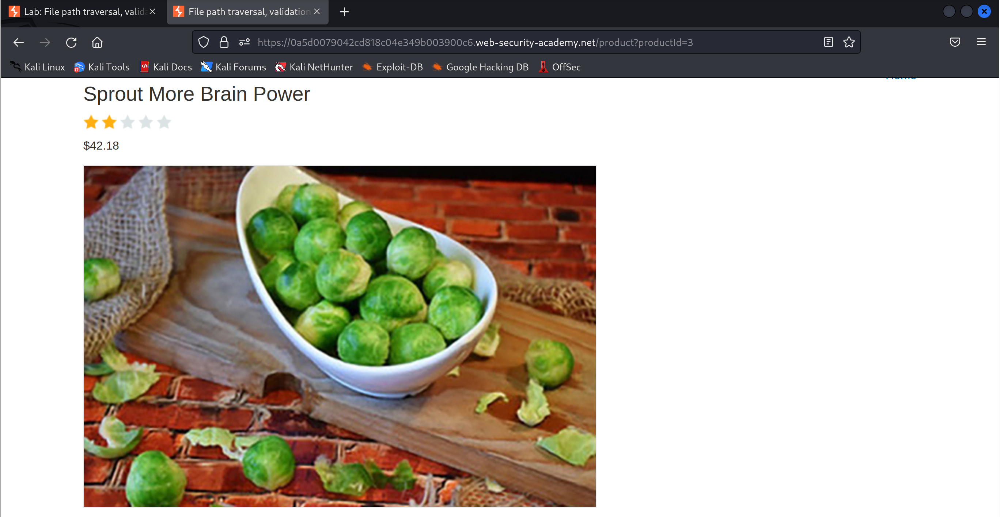 Lab: File path traversal, valid
File path traversal, validation
https://0a5d0079042cd818c04e349b003900c6.web-security-academy.net/product?productId=3
Kali Linux Kali Tools Kali Docs Kali Forums Kali NetHunter Exploit-DB Google Hacking DB OffSec
Home
Sprout More Brain Power
$42.18